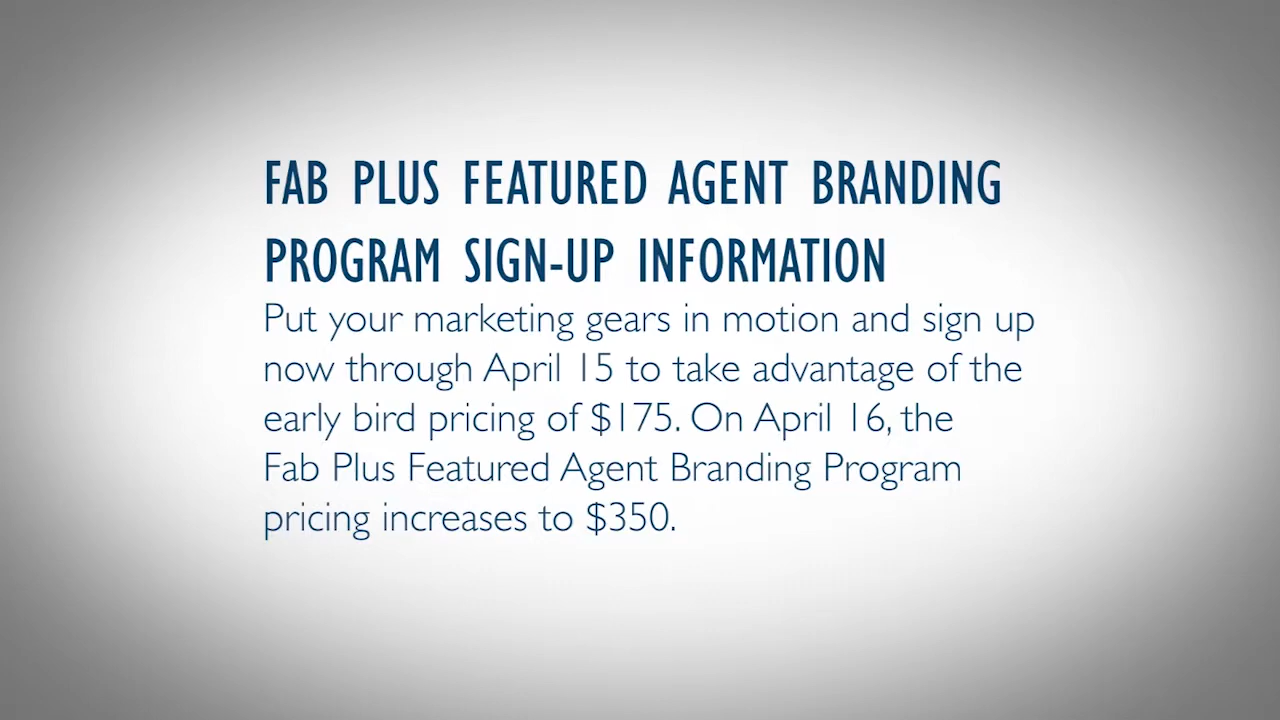 FAB PLUS FEATURED AGENT BRANDING
PROGRAM SIGN-UP INFORMATION
Put your marketing gears in motion and sign up
now through April 15 to take advantage of the
early bird pricing of $175. On April 16, the
Fab Plus Featured Agent Branding Program
pricing increases to $350.